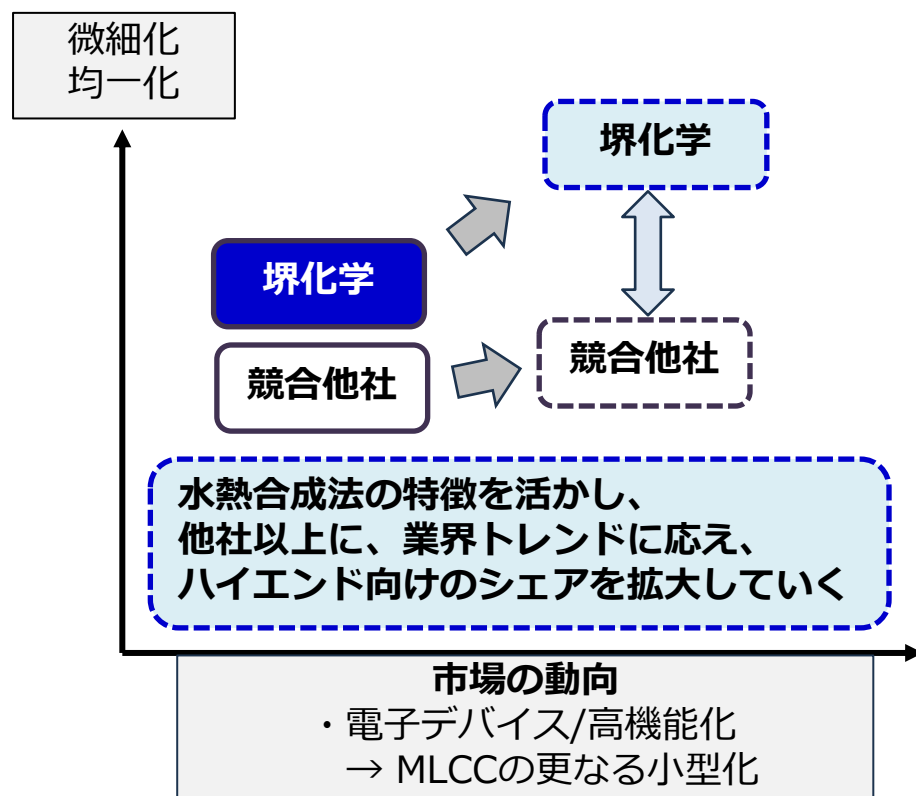 微細化
均一化
堺化学
堺化学
競合他社
競合他社
水熱合成法の特徴を活かし、
他社以上に、業界トレンドに応え、
ハイエンド向けのシェアを拡大していく
市場の動向
・電子デバイス/高機能化
→ MLCCの更なる小型化